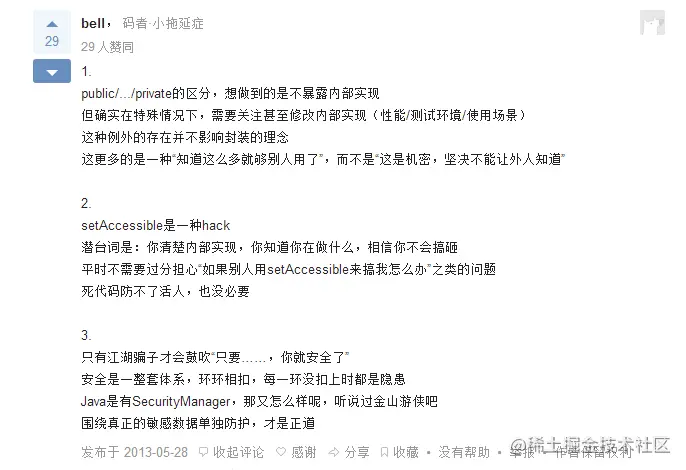 bell，码者·小拖延症
29
29 人赞同
1.
public/…/private的区分，想做到的是不暴露内部实现
但确实在特殊情况下，需要关注甚至修改内部实现（性能/测试环境/使用场景）
这种例外的存在并不影响封装的理念
这更多的是一种“知道这么多就够别人用了”，而不是“这是机密，坚决不能让外人知道”
2.
setAccessible是一种hack
潜台词是：你清楚内部实现，你知道你在做什么，相信你不会搞砸
平时不需要过分担心“如果别人用setAccessible来搞我怎么办”之类的问题
死代码防不了活人，也没必要
3.
只有江湖骗子才会鼓吹“只要……，你就安全了”
安全是一整套体系，环环相扣，每一环没扣上时都是隐患
Java是有SecurityManager，那又怎么样呢，听说过金山游侠吧
围绕真正的敏感数据单独防护，才是正道
发布于 2013-05-28 收起评论 感谢 分享 收藏 • 没有帮助 • 举报 • 作者保留权利
@稀土掘金技术社区